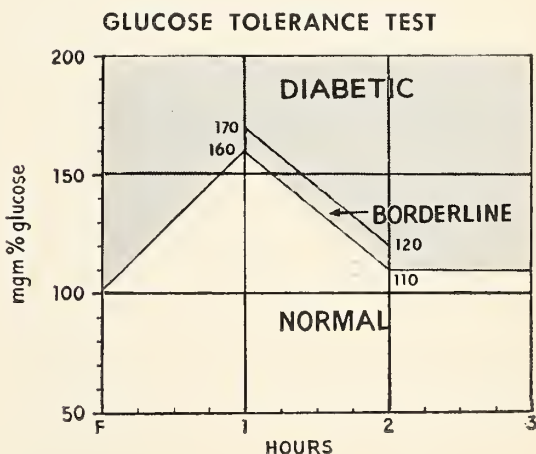 GLUCOSE TOLERANCE TEST
200
DIABETIC
170
160
150
BORDERLINE
120
110
100
NORMAL
50
F 1 2 3
HOURS
mgm % glucose